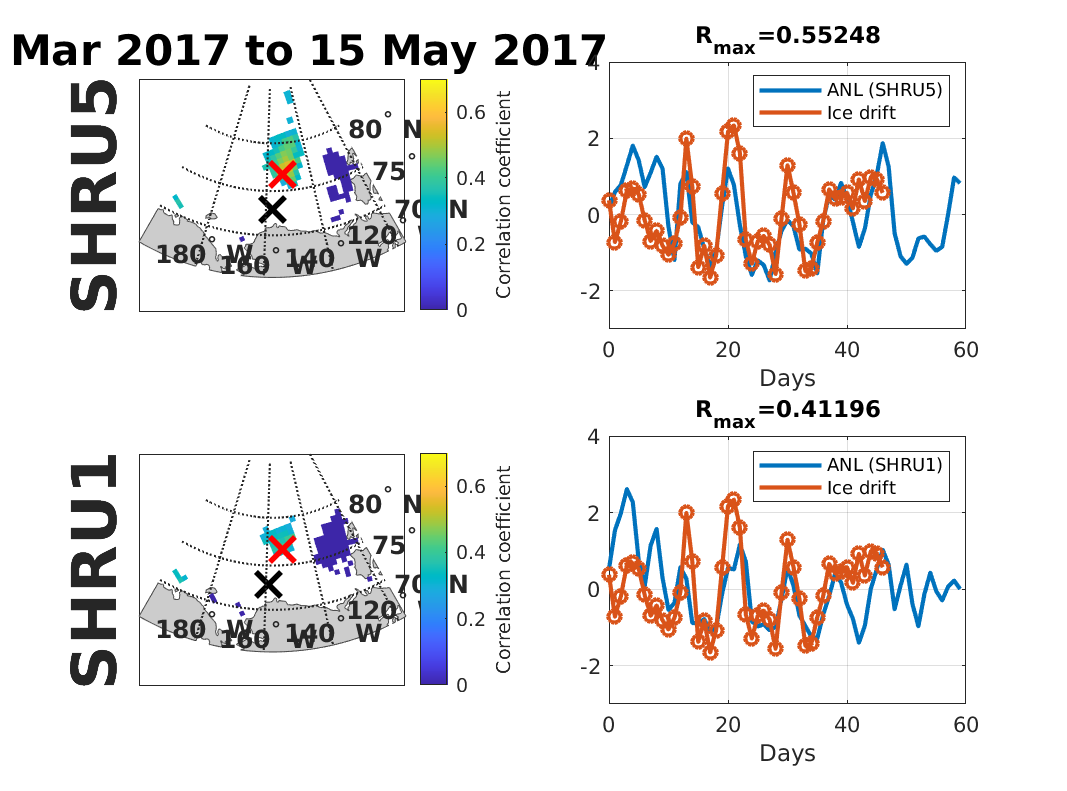 Mar 2017 to 15 May 2017
SHRU5
80° N
75°
70° N
180° W
160° W
140° W
120° W
0.6
0.4
0.2
0
Correlation coefficient
Rmax=0.55248
ANL (SHRU5)
Ice drift
4
2
0
-2
0 20 40 60
Days
SHRU1
80° N
75°
70° N
180° W
160° W
140° W
120° W
0.6
0.4
0.2
0
Correlation coefficient
Rmax=0.41196
ANL (SHRU1)
Ice drift
4
2
0
-2
0 20 40 60
Days